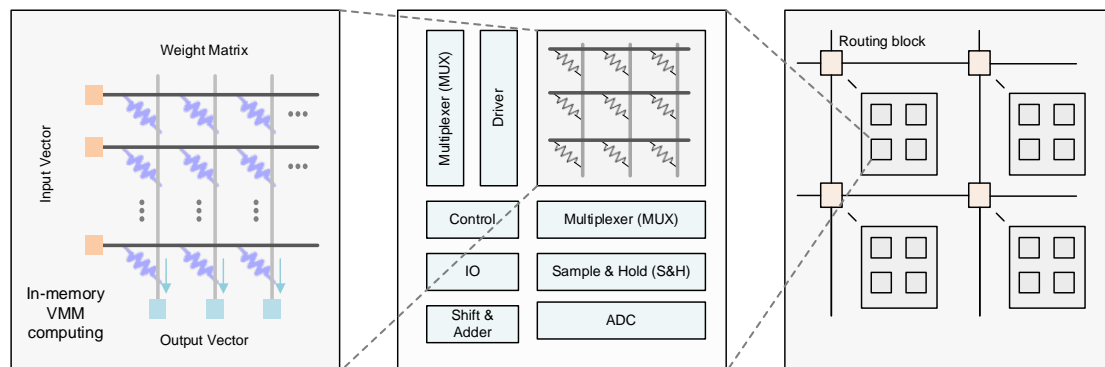 Weight Matrix
Input Vector
In-memory
VMM
computing
Output Vector
Multiplexer (MUX)
Driver
Control
Multiplexer (MUX)
IO
Sample & Hold (S&H)
Shift &
Adder
ADC
Routing block